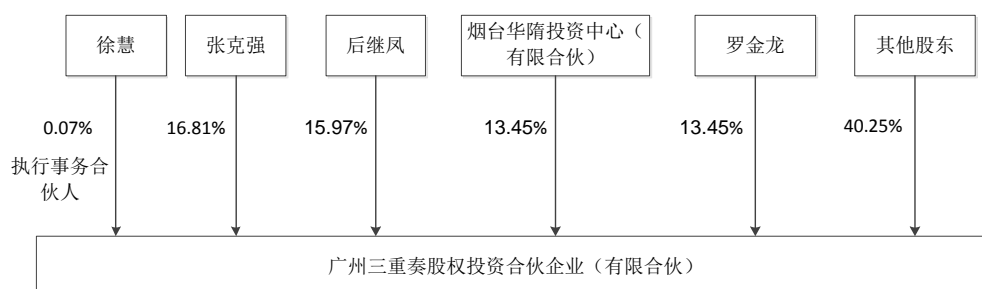 徐慧
张克强
后继凤
烟台华隋投资中心（
有限合伙）
罗金龙
其他股东
0.07%
16.81%
15.97%
13.45%
13.45%
40.25%
执行事务合
伙人
广州三重奏股权投资合伙企业（有限合伙）